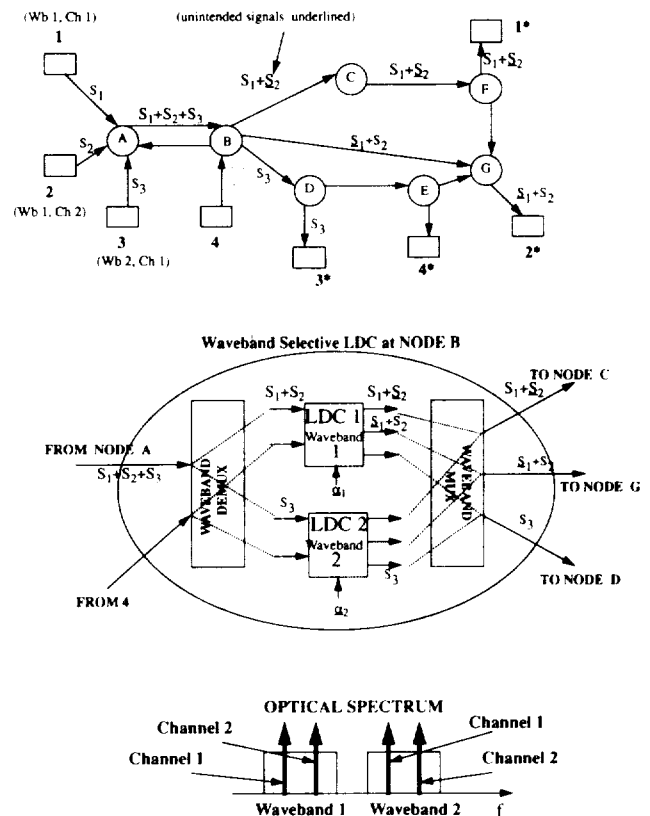 (Wb 1, Ch 1)
1
(unintended signals underlined)
1*
S1+S2
S1
S1+S2
C
S1+S2
F
S1+S2+S3
A
B
S2
S1+S2
G
S3
S3
D
E
S1+S2
2
(Wb 1, Ch 2)
S3
3
4
2*
(Wb 2, Ch 1)
3*
4*
Waveband Selective LDC at NODE B
TO NODE C
S1+S2
S1+S2
S1+S2
LDC 1
S1+S2
Waveband
1
FROM NODE A
S1+S2+S3
WAVEBAND
DEMUX
WAVEBAND
MUX
S1+S2
TO NODE G
α1
S3
LDC 2
Waveband
2
S3
S3
FROM 4
α2
TO NODE D
OPTICAL SPECTRUM
Channel 2
Channel 1
Channel 1
Channel 2
Waveband 1
Waveband 2
f